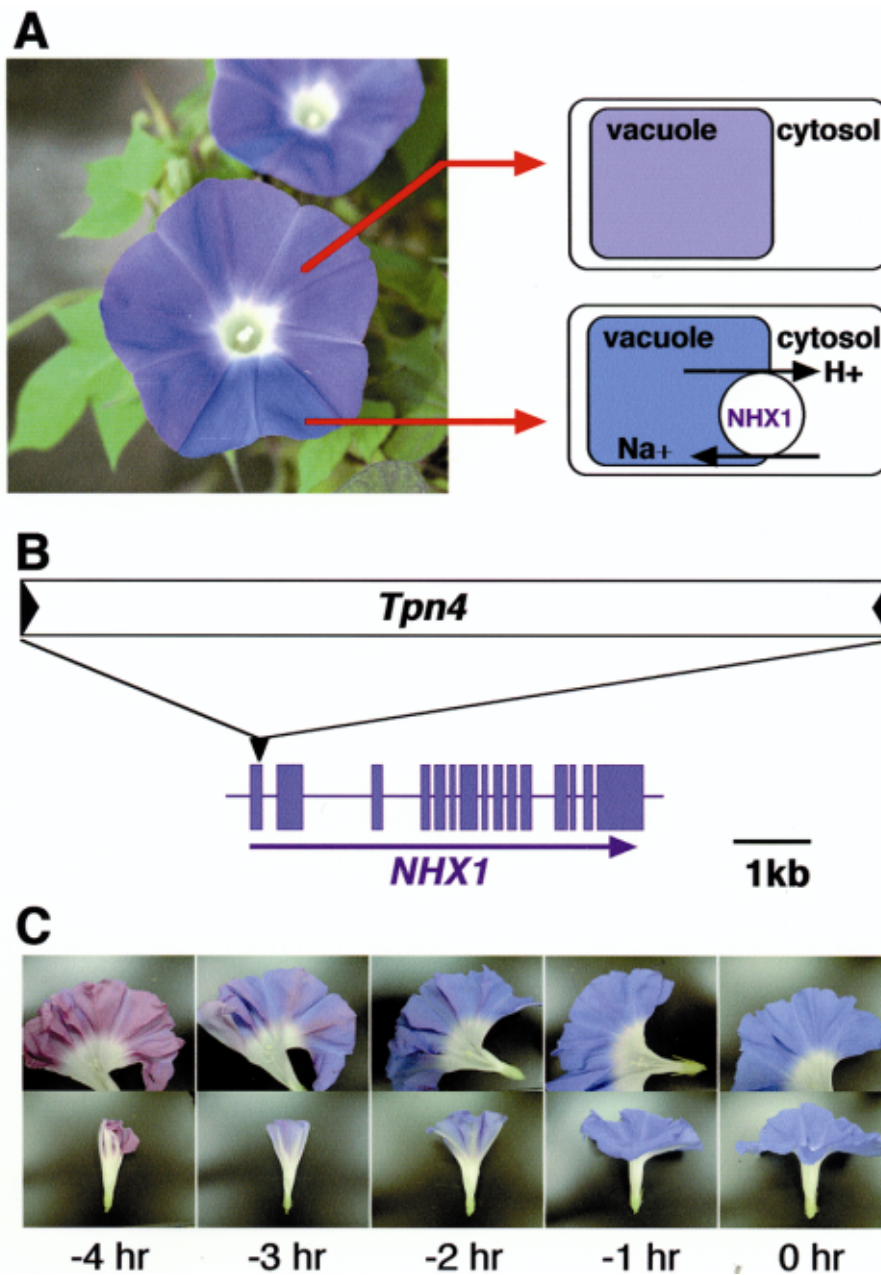 A
vacuole cytosol
vacuole cytosol
H+
NHX1
Na+
B
Tpn4
NHX1
1kb
C
-4 hr -3 hr -2 hr -1 hr 0 hr